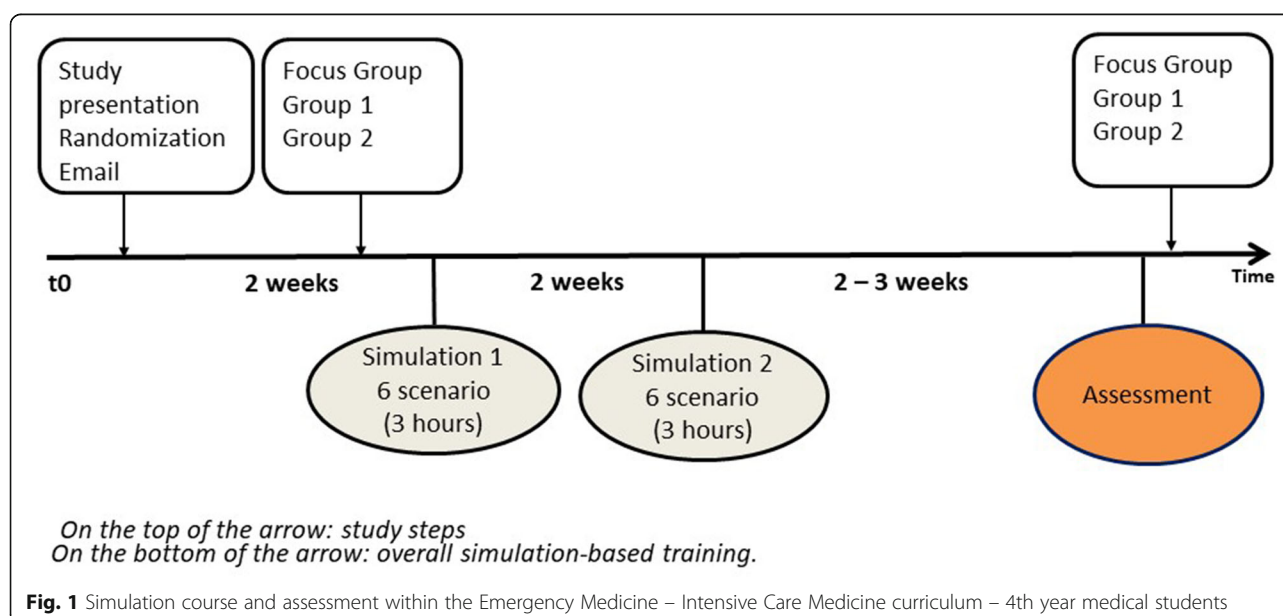 Study
presentation
Randomization
Email
Focus Group
Group 1
Group 2
Focus Group
Group 1
Group 2
t0
2 weeks
2 weeks
2 – 3 weeks
Time
Simulation 1
6 scenario
(3 hours)
Simulation 2
6 scenario
(3 hours)
Assessment
On the top of the arrow: study steps
On the bottom of the arrow: overall simulation-based training.
Fig. 1 Simulation course and assessment within the Emergency Medicine – Intensive Care Medicine curriculum – 4th year medical students